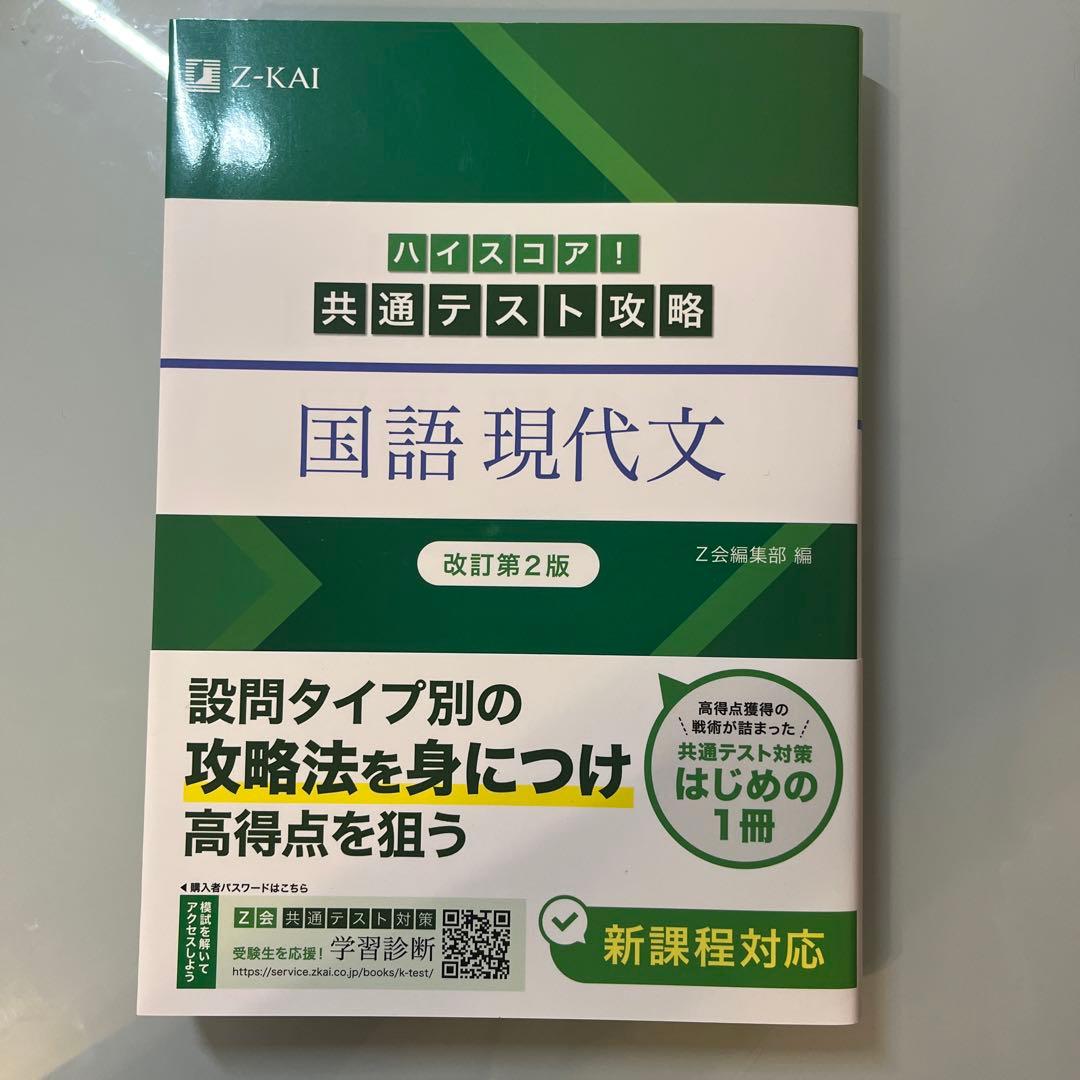 Z-KAI
ハイスコア!
共通テスト攻略
国語 現代文
改訂第2版
Z会編集部 編
設問タイプ別の
攻略法を身につけ
高得点を狙う
高得点獲得の
戦術が詰まった
共通テスト対策
はじめの
1冊
◀購入者パスワードはこちら
模試を解いて
アクセスしよう
Z会 共通テスト対策
受験生を応援! 学習診断
https://service.zkai.co.jp/books/k-test/
新課程対応